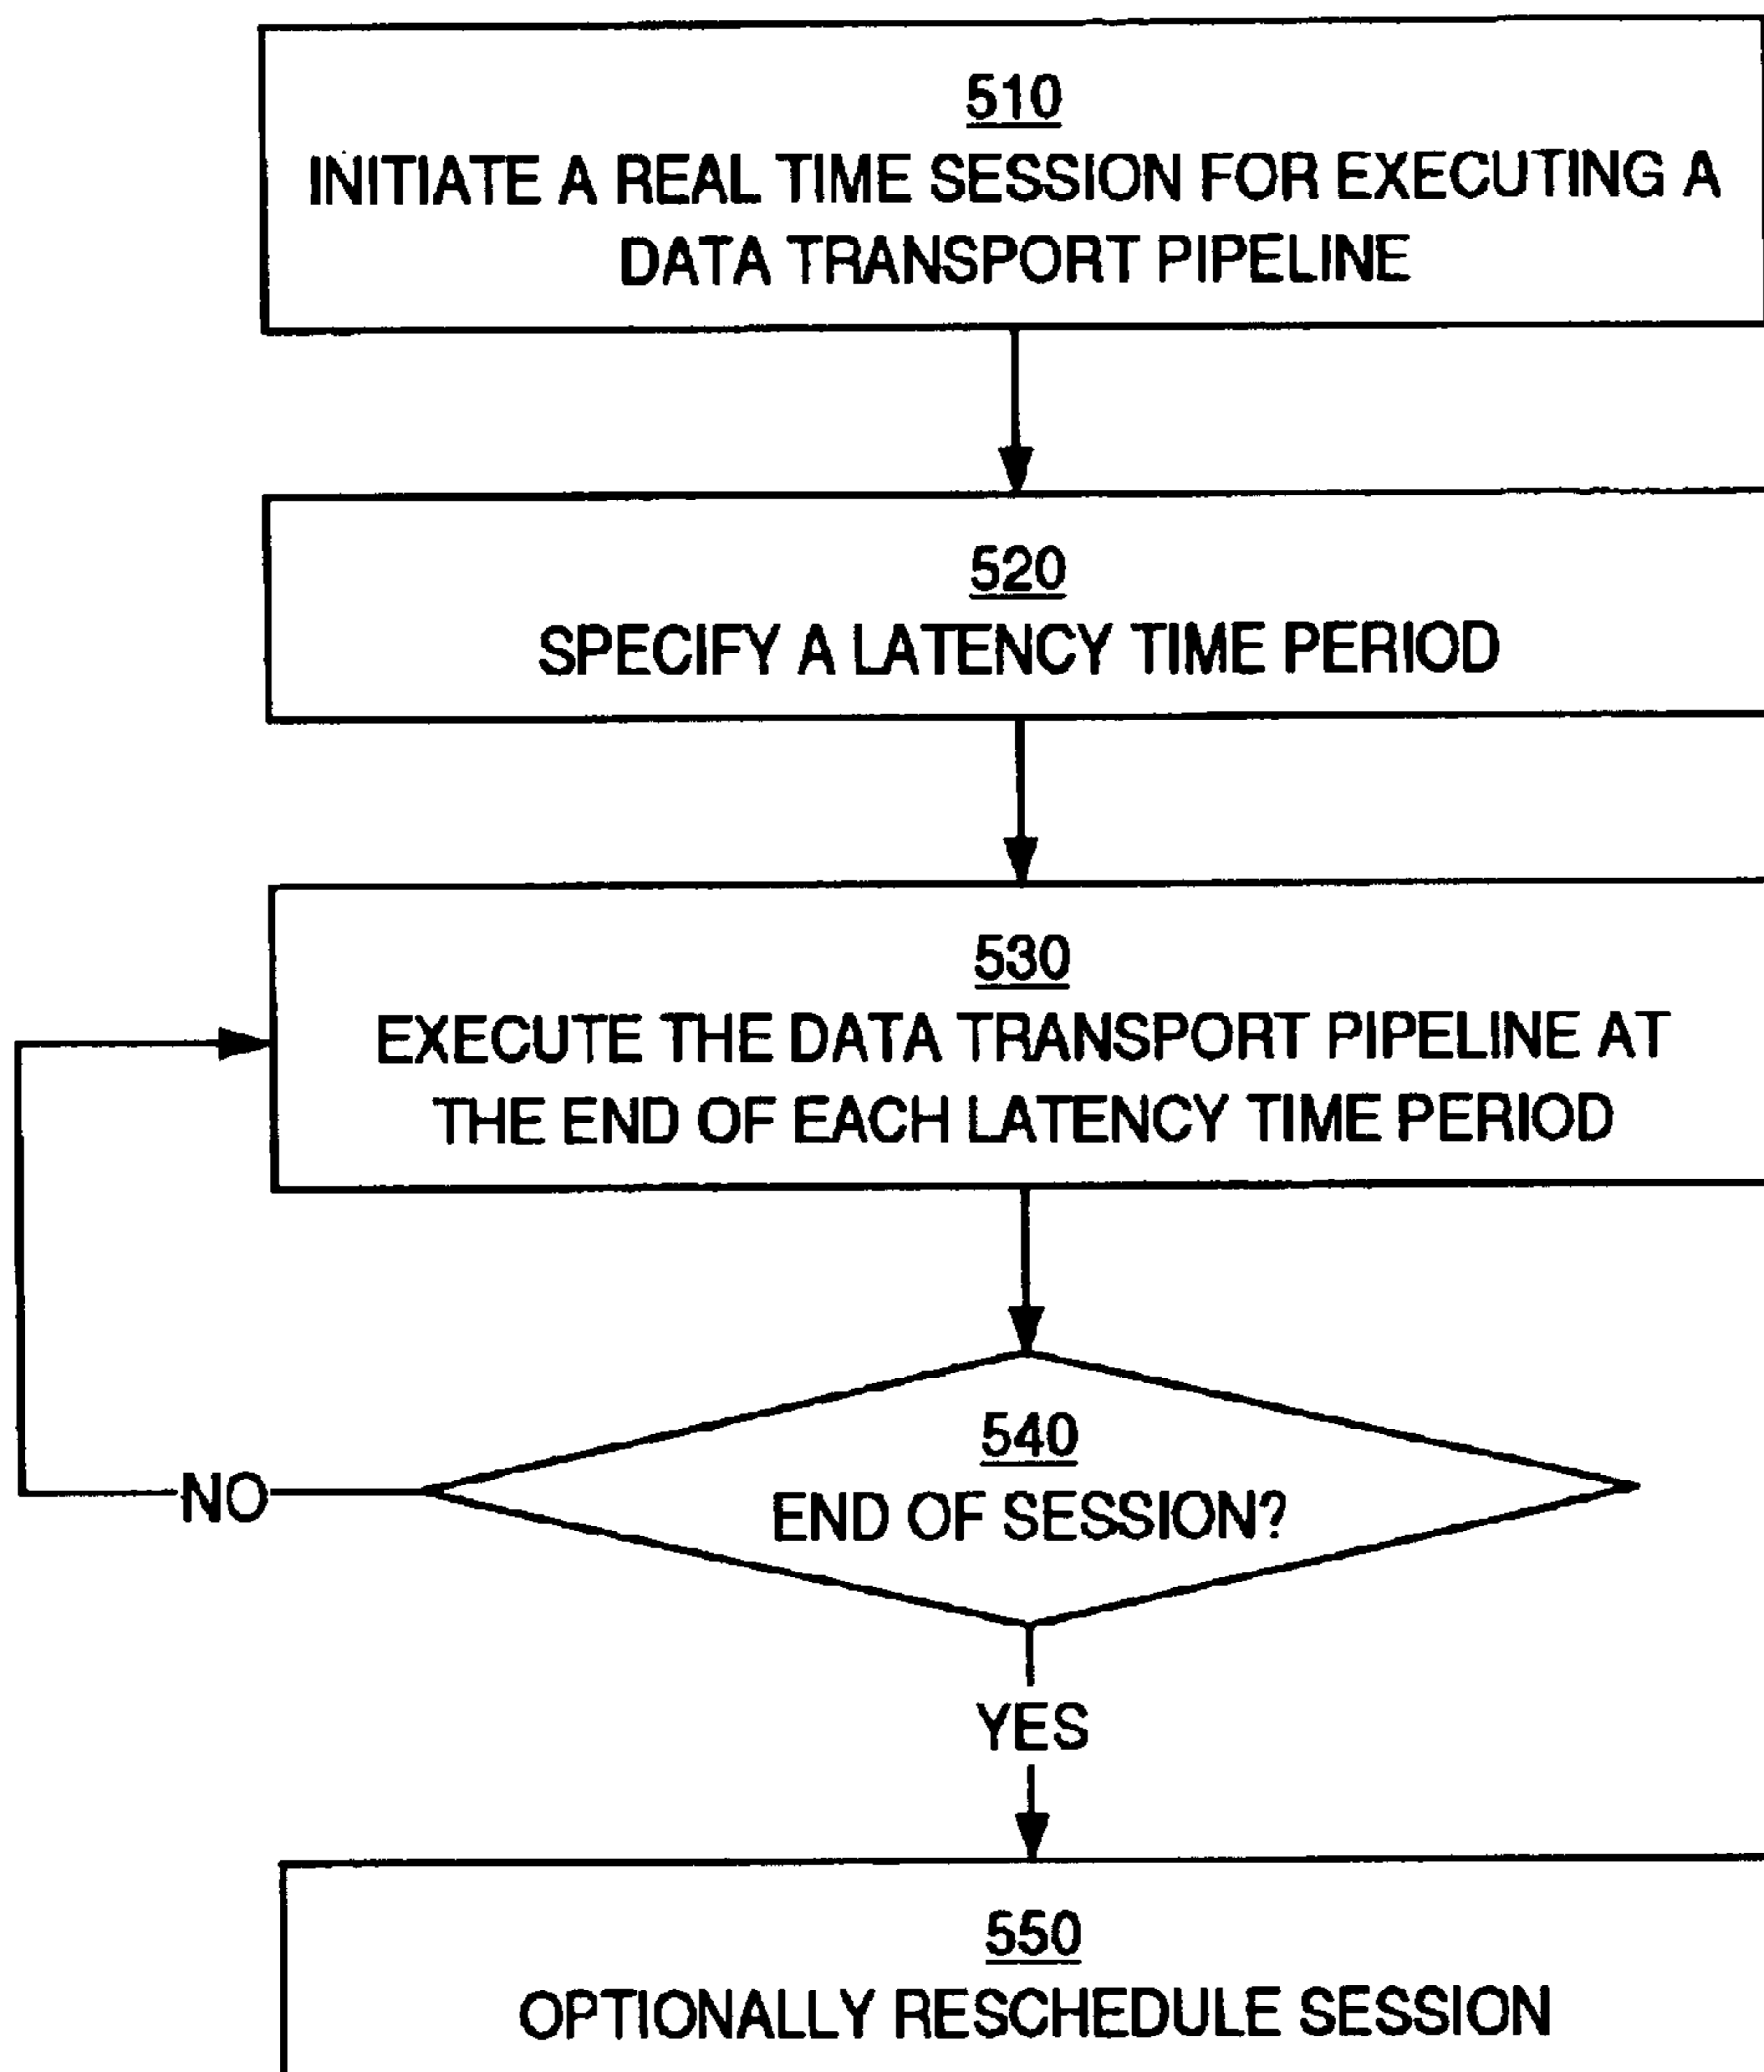 510
INITIATE A REAL TIME SESSION FOR EXECUTING A
DATA TRANSPORT PIPELINE
520
SPECIFY A LATENCY TIME PERIOD
530
EXECUTE THE DATA TRANSPORT PIPELINE AT
THE END OF EACH LATENCY TIME PERIOD
540
END OF SESSION?
NO
YES
550
OPTIONALLY RESCHEDULE SESSION